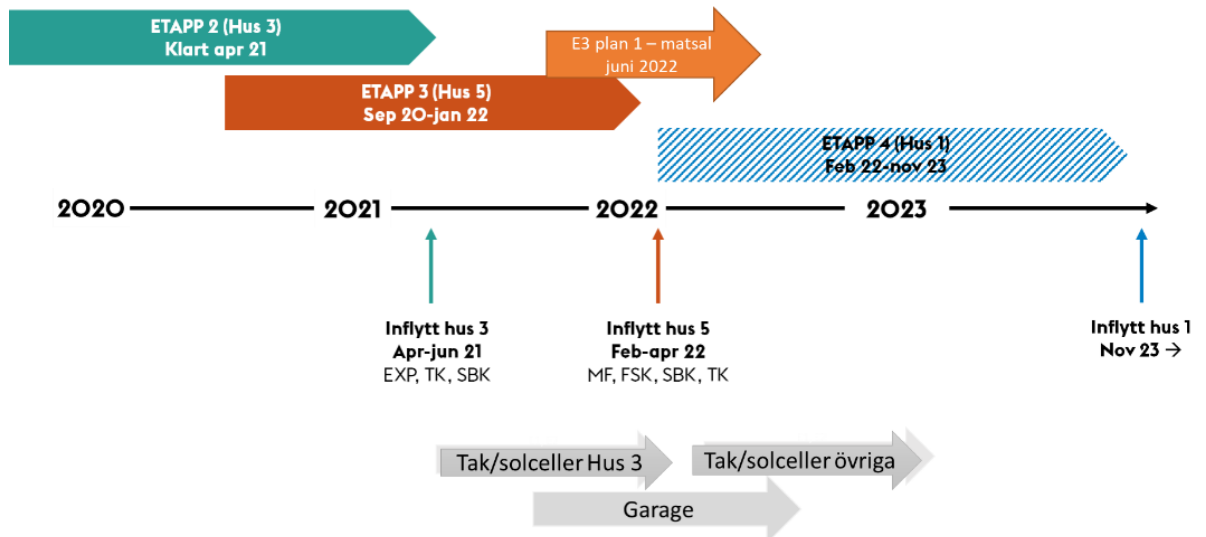 ETAPP 2 (Hus 3)
Klart apr 21
E3 plan 1 – matsal
juni 2022
ETAPP 3 (Hus 5)
Sep 20-jan 22
ETAPP 4 (Hus 1)
Feb 22-nov 23
2020 2021 2022 2023
Inflytt hus 3
Apr-jun 21
EXP, TK, SBK
Inflytt hus 5
Feb-apr 22
MF, FSK, SBK, TK
Inflytt hus 1
Nov 23 →
Tak/solceller Hus 3
Tak/solceller övriga
Garage